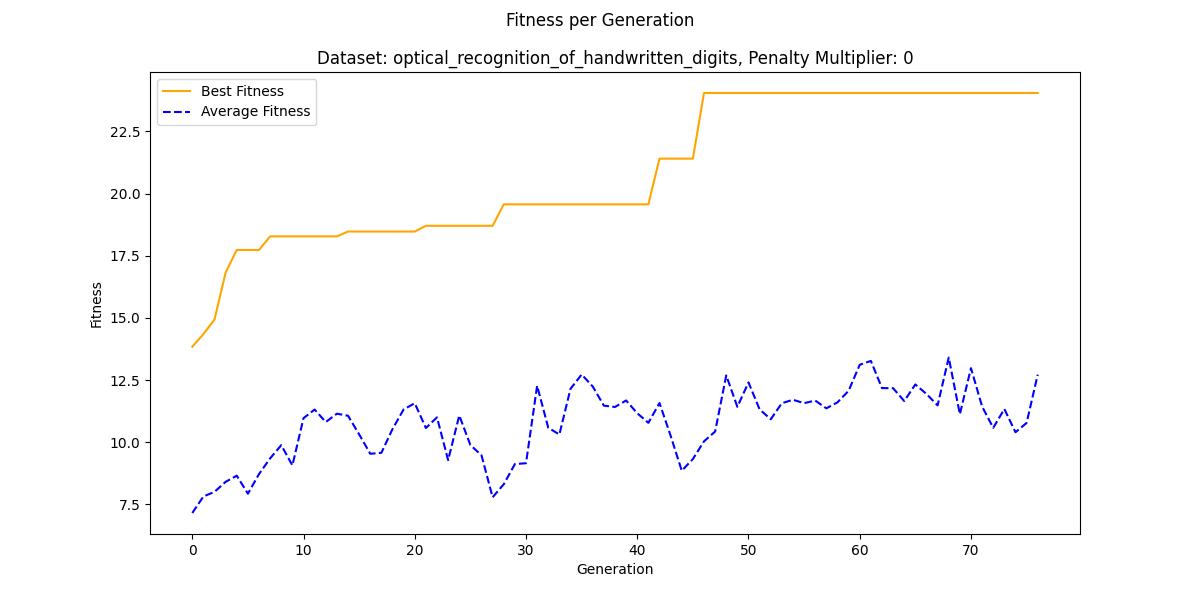 Fitness per Generation
Dataset: optical_recognition_of_handwritten_digits, Penalty Multiplier: 0
Best Fitness
Average Fitness
22.5
20.0
17.5
15.0
12.5
10.0
7.5
Fitness
0 10 20 30 40 50 60 70
Generation